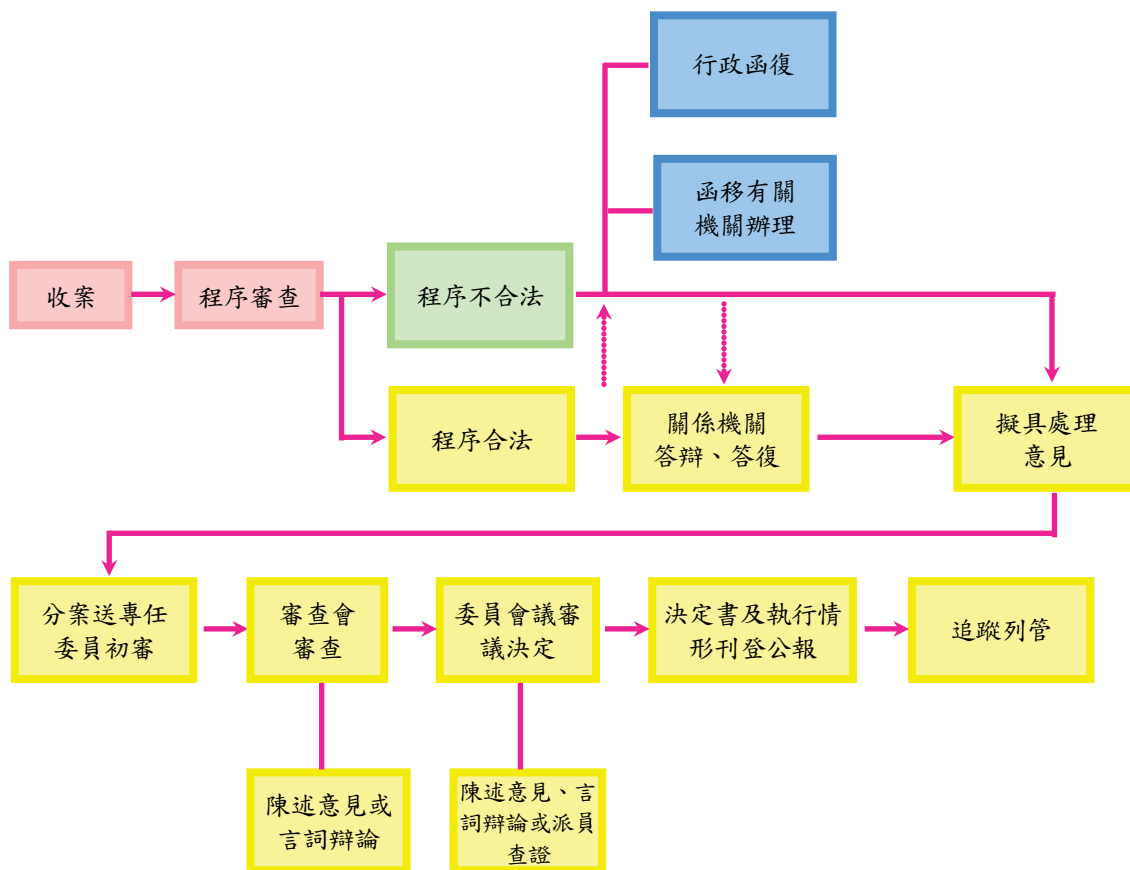 行政函復
函移有關
機關辦理
收案
程序審查
程序不合法
程序合法
關係機關
答辯、答復
擬具處理
意見
分案送專任
委員初審
審查會
審查
委員會議審
議決定
決定書及執行情
形刊登公報
追蹤列管
陳述意見或
言詞辯論
陳述意見、言
詞辯論或派員
查證